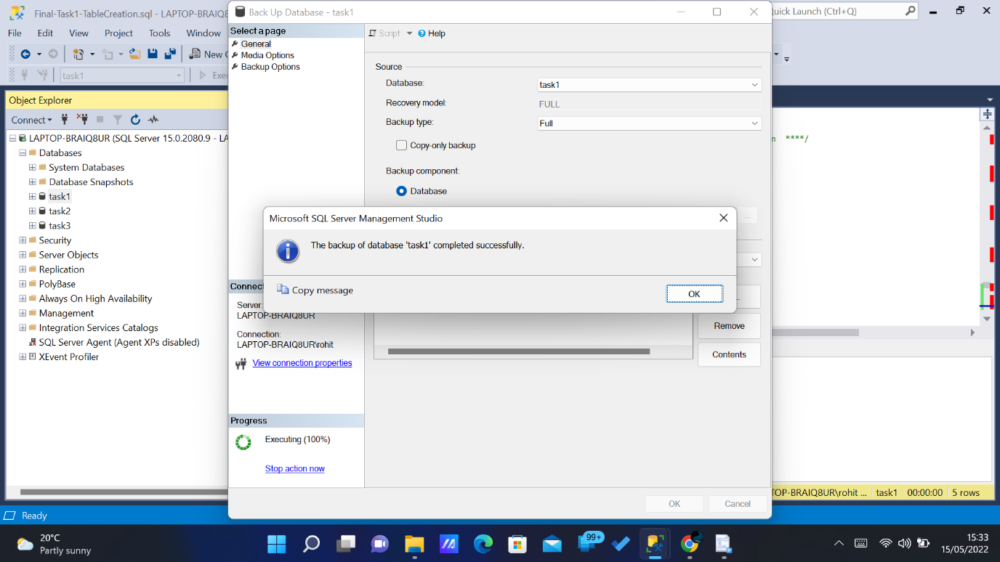 Final-Task1-TableCreation.sql - LAPTOP-BRAIQ8
Back Up Database - task1
Quick Launch (Ctrl+Q)
File Edit View Project Tools Window
Select a page
General
Media Options
Backup Options
Script Help
New
task1
Exe
Source
Database:
task1
Recovery model:
FULL
Backup type:
Full
Copy-only backup
Backup component:
Database
...
Object Explorer
Connect
LAPTOP-BRAIQ8UR (SQL Server 15.0.2080.9 - LA
Databases
System Databases
Database Snapshots
task1
task2
task3
Security
Server Objects
Replication
PolyBase
Always On High Availability
Management
Integration Services Catalogs
SQL Server Agent (Agent XPs disabled)
XEvent Profiler
n ****/
Microsoft SQL Server Management Studio
The backup of database 'task1' completed successfully.
Copy message
OK
Connect
Server:
LAPTOP-BRAIQ8UR
Connection:
LAPTOP-BRAIQ8UR\rohit
View connection properties
Remove
Contents
Progress
Executing (100%)
Stop action now
OK Cancel
TOP-BRAIQ8UR\rohit ... task1 00:00:00 5 rows
Ready
20°C
Partly sunny
99+
15:33
15/05/2022